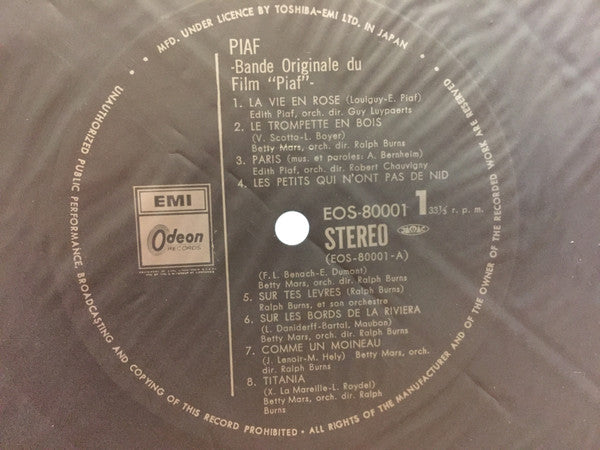 • MFD. UNDER LICENCE BY TOSHIBA-EMI LTD. IN JAPAN •
UNAUTHORIZED PUBLIC PERFORMANCE, BROADCASTING AND COPYING OF THIS RECORD PROHIBITED • ALL RIGHTS OF THE MANUFACTURER AND OF THE OWNER OF THE RECORDED WORK ARE RESERVED
PIAF
-Bande Originale du
Film "Piaf"-
1. LA VIE EN ROSE (Louiguy-E. Piaf)
Edith Piaf, orch. dir. Guy Luypaerts
2. LE TROMPETTE EN BOIS
(V. Scotto-L. Boyer)
Betty Mars, orch. dir. Ralph Burns
3. PARIS (mus. et paroles: A. Bernheim)
Edith Piaf, orch. dir. Robert Chauvigny
4. LES PETITS QUI N'ONT PAS DE NID
EMI
Odeon
RECORDS
EOS-80001 1 33⅓ r. p. m.
STEREO
(EOS-80001-A)
(F. L. Benach-E. Dumont)
Betty Mars, orch. dir. Ralph Burns
5. SUR TES LEVRES (Ralph Burns)
Ralph Burns, et son orchestre
6. SUR LES BORDS DE LA RIVIERA
(L. Daniderff-Bartal, Maubon)
Betty Mars, orch. dir. Ralph Burns
7. COMME UN MOINEAU
(J. Lenoir-M. Hely) Betty Mars, orch.
dir. Ralph Burns
8. TITANIA
(X. La Mareille-L. Raydel)
Betty Mars, orch. dir. Ralph
Burns